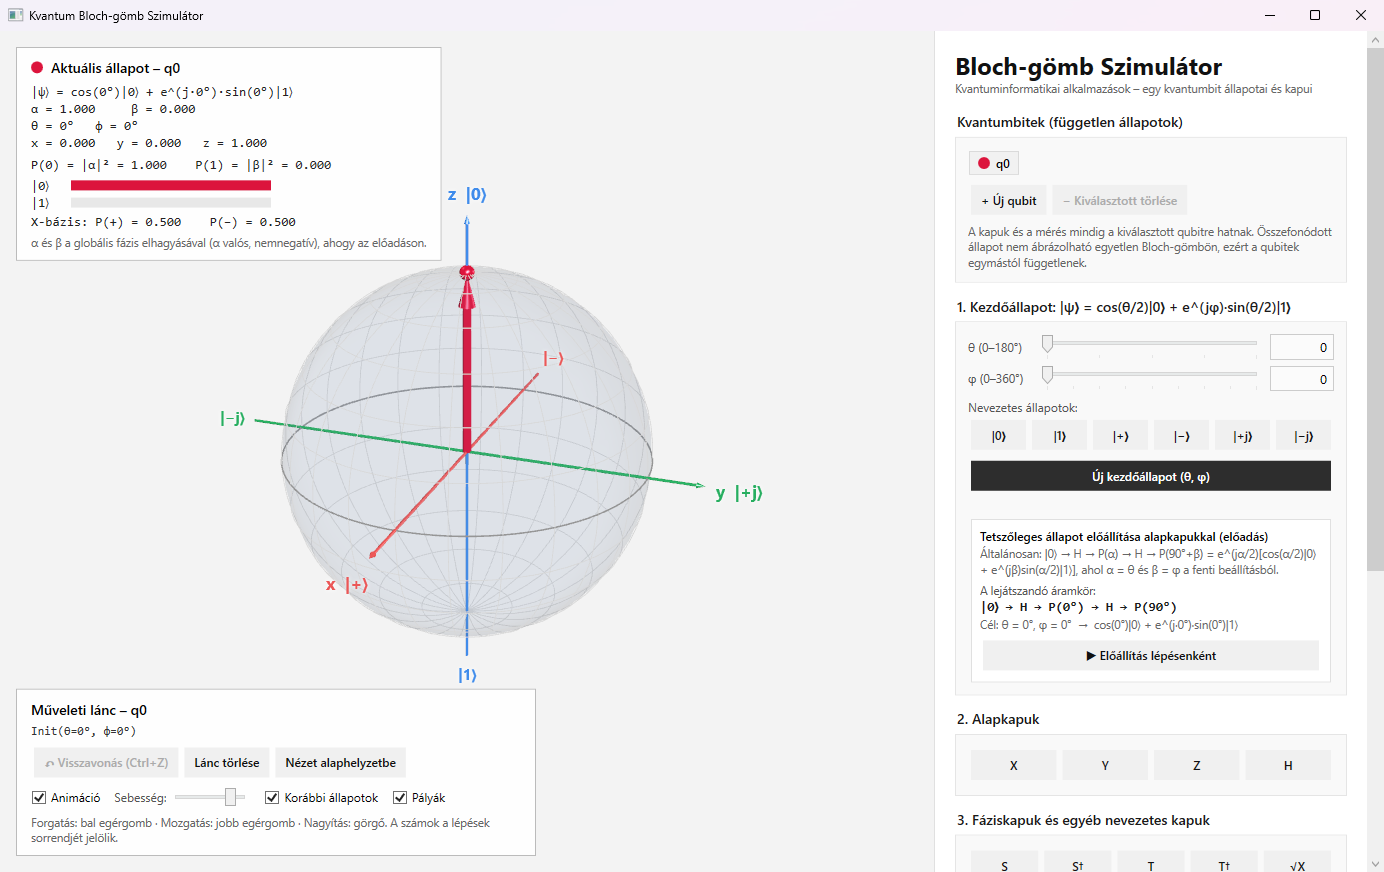 Kvantum Bloch-gömb Szimulátor
Aktuális állapot – q0
|ψ⟩ = cos(0°)|0⟩ + e^(j·0°)·sin(0°)|1⟩
α = 1.000 β = 0.000
θ = 0° ϕ = 0°
x = 0.000 y = 0.000 z = 1.000
P(0) = |α|² = 1.000 P(1) = |β|² = 0.000
|0⟩
|1⟩
X-bázis: P(+) = 0.500 P(−) = 0.500
α és β a globális fázis elhagyásával (α valós, nemnegatív), ahogy az előadáson.
z |0⟩
|−⟩
|−j⟩
y |+j⟩
x |+⟩
|1⟩
Műveleti lánc – q0
Init(θ=0°, ϕ=0°)
↶ Visszavonás (Ctrl+Z) Lánc törlése Nézet alaphelyzetbe
Animáció Sebesség: Korábbi állapotok Pályák
Forgatás: bal egérgomb · Mozgatás: jobb egérgomb · Nagyítás: görgő. A számok a lépések
sorrendjét jelölik.
Bloch-gömb Szimulátor
Kvantuminformatikai alkalmazások – egy kvantumbit állapotai és kapui
Kvantumbitek (független állapotok)
q0
+ Új qubit − Kiválasztott törlése
A kapuk és a mérés mindig a kiválasztott qubitre hatnak. Összefonódott
állapot nem ábrázolható egyetlen Bloch-gömbön, ezért a qubitek
egymástól függetlenek.
1. Kezdőállapot: |ψ⟩ = cos(θ/2)|0⟩ + e^(jφ)·sin(θ/2)|1⟩
θ (0–180°) 0
φ (0–360°) 0
Nevezetes állapotok:
|0⟩ |1⟩ |+⟩ |−⟩ |+j⟩ |−j⟩
Új kezdőállapot (θ, φ)
Tetszőleges állapot előállítása alapkapukkal (előadás)
Általánosan: |0⟩ → H → P(α) → H → P(90°+β) = e^(jα/2)[cos(α/2)|0⟩
+ e^(jβ)sin(α/2)|1⟩], ahol α = θ és β = φ a fenti beállításból.
A lejátszandó áramkör:
|0⟩ → H → P(0°) → H → P(90°)
Cél: θ = 0°, φ = 0° → cos(0°)|0⟩ + e^(j·0°)·sin(0°)|1⟩
▶ Előállítás lépésenként
2. Alapkapuk
X Y Z H
3. Fáziskapuk és egyéb nevezetes kapuk
S S† T T† √X